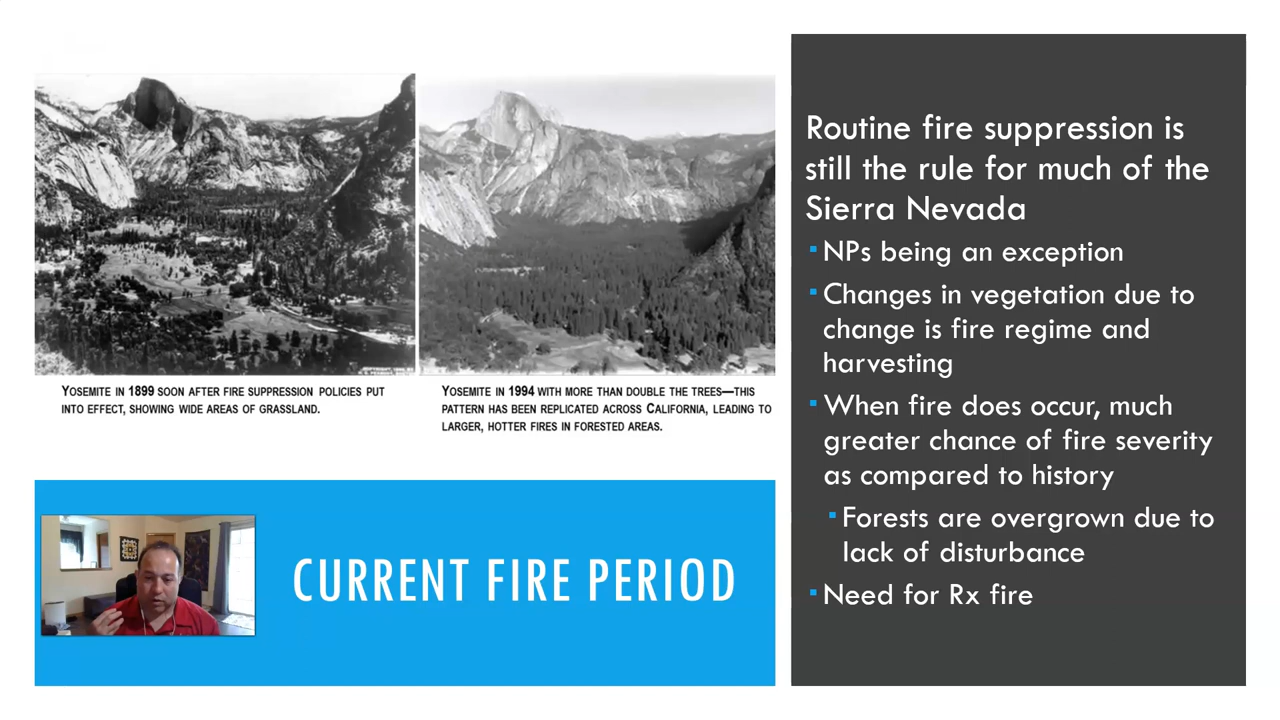 Yosemite in 1899 soon after fire suppression policies put
into effect, showing wide areas of grassland.
Yosemite in 1994 with more than double the trees—this
pattern has been replicated across California, leading to
larger, hotter fires in forested areas.
CURRENT FIRE PERIOD
Routine fire suppression is
still the rule for much of the
Sierra Nevada
▪NPs being an exception
▪Changes in vegetation due to
change is fire regime and
harvesting
▪When fire does occur, much
greater chance of fire severity
as compared to history
▪Forests are overgrown due to
lack of disturbance
▪Need for Rx fire